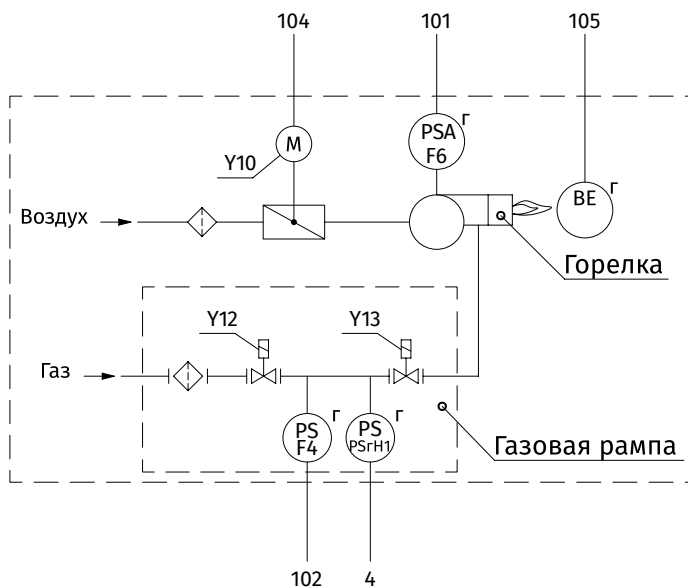 104
101
105
PSA
F6
г
M
Y10
BE
г
Воздух
Горелка
Y12
Y13
Газ
PS
F4
г
PS
PSгН1
г
Газовая рампа
102
4